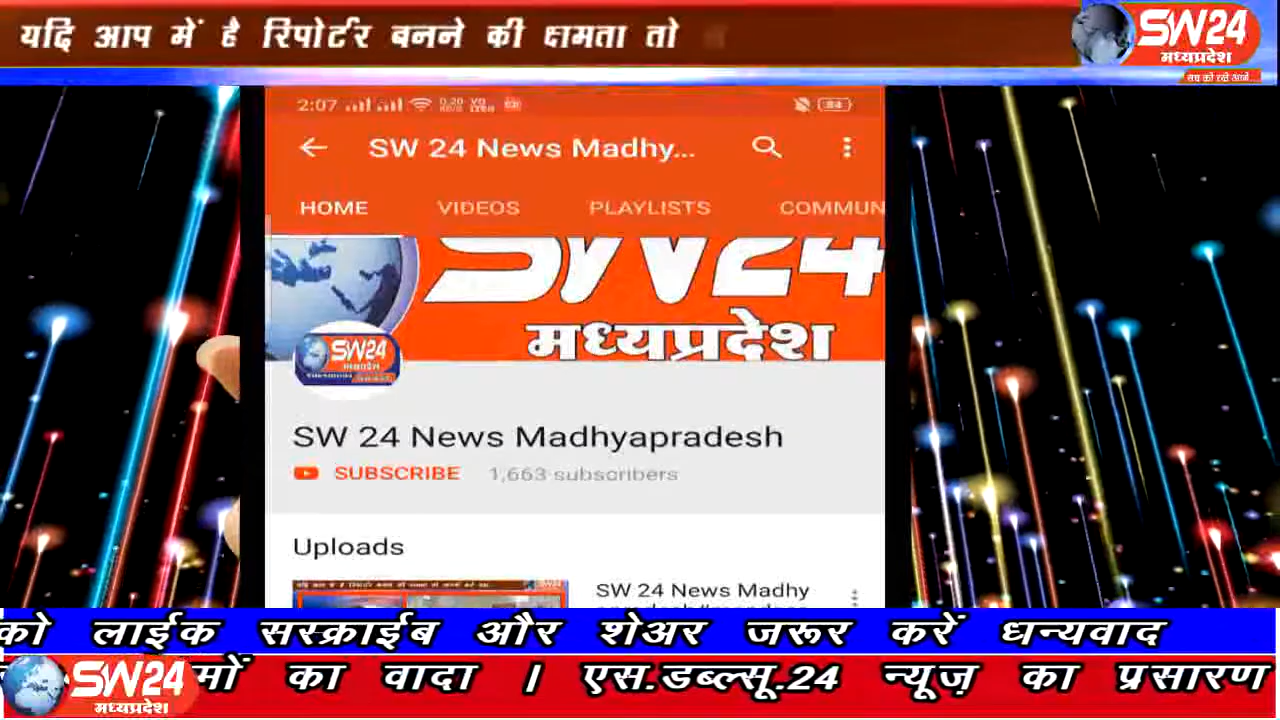 यदि आप में है रिपोर्टर बनने की क्षमता तो
SW24
मध्यप्रदेश
2:07
84
SW 24 News Madhy...
HOME VIDEOS PLAYLISTS COMMUN
SW24
मध्यप्रदेश
SW24
SW 24 News Madhyapradesh
SUBSCRIBE 1,663 subscribers
Uploads
SW 24 News Madhy
को लाईक सस्क्राईब और शेअर जरूर करें धन्यवाद
मों का वादा । एस.डब्ल्सू.24 न्यूज़ का प्रसारण
SW24
मध्यप्रदेश